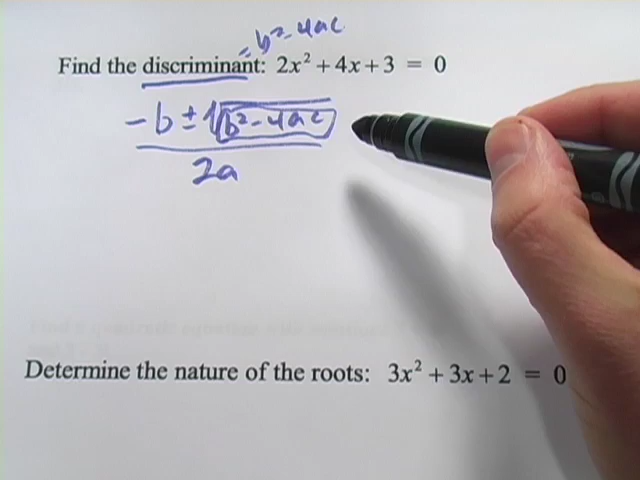 = b² - 4ac
Find the discriminant: 2x² + 4x + 3 = 0
-b ± √b² - 4ac
2a
Determine the nature of the roots: 3x² + 3x + 2 = 0